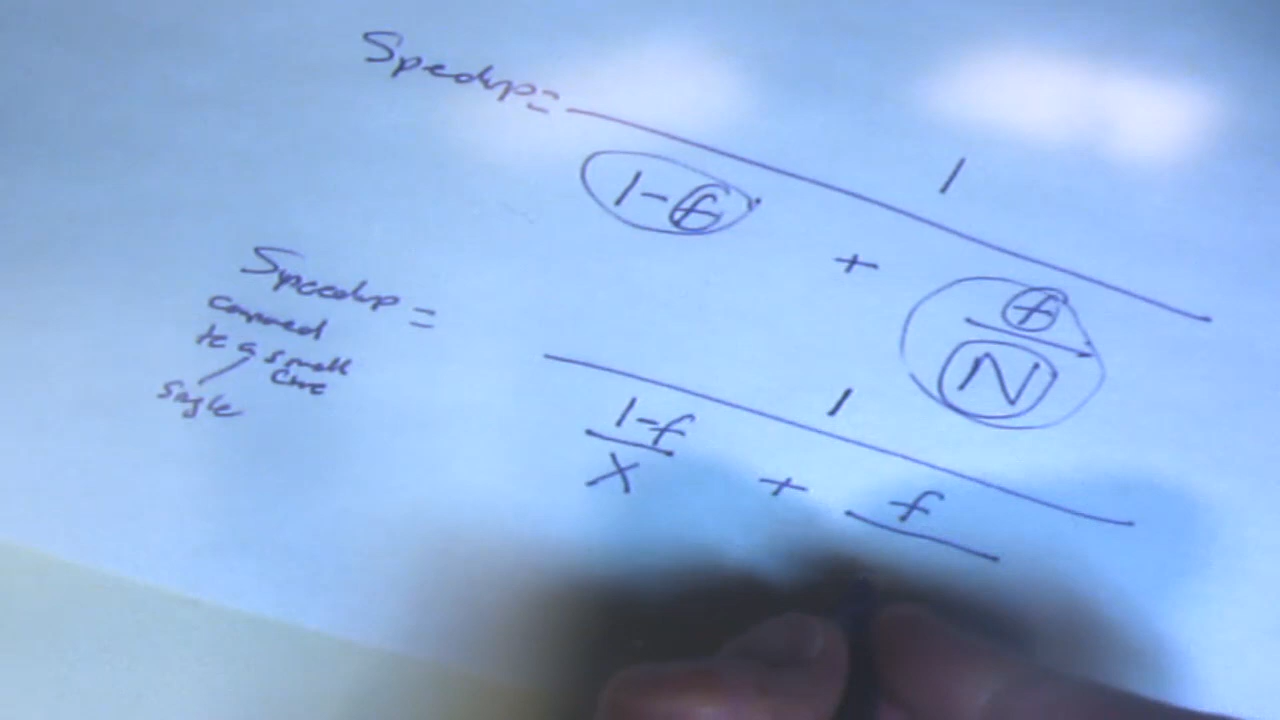 Speedup =
1
1-f
+
f
N
Speedup =
compared
to a small
core
single
1
1-f
X
+
f